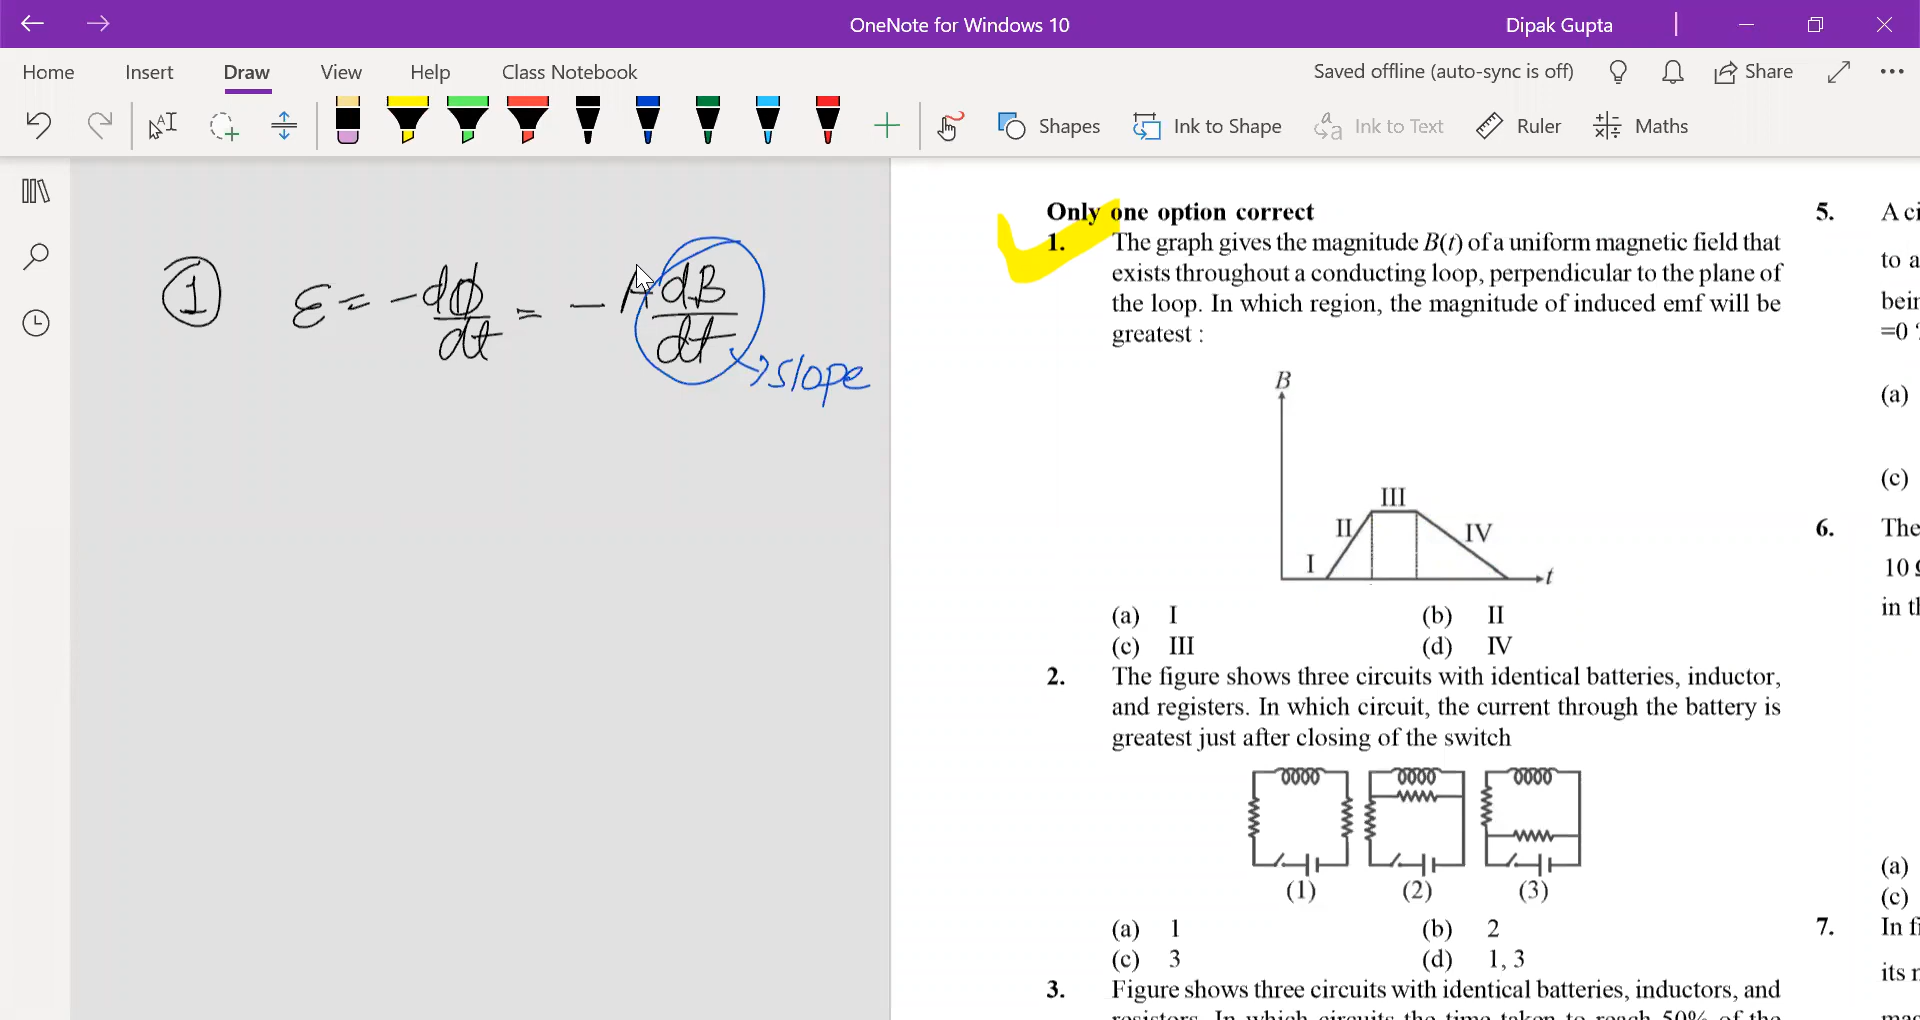 OneNote for Windows 10
Dipak Gupta
Home Insert Draw View Help Class Notebook
Saved offline (auto-sync is off) Share
Shapes Ink to Shape Ink to Text Ruler Maths
① ε = -dϕ/dt = - A dB/dt → slope
Only one option correct
1. The graph gives the magnitude B(t) of a uniform magnetic field that
exists throughout a conducting loop, perpendicular to the plane of
the loop. In which region, the magnitude of induced emf will be
greatest :
B
III
II IV
I
t
(a) I (b) II
(c) III (d) IV
2. The figure shows three circuits with identical batteries, inductor,
and registers. In which circuit, the current through the battery is
greatest just after closing of the switch
(1) (2) (3)
(a) 1 (b) 2
(c) 3 (d) 1, 3
3. Figure shows three circuits with identical batteries, inductors, and
5. A
to a
=0
(a)
(c)
6. The
10
in
(a)
(c)
7. In
its